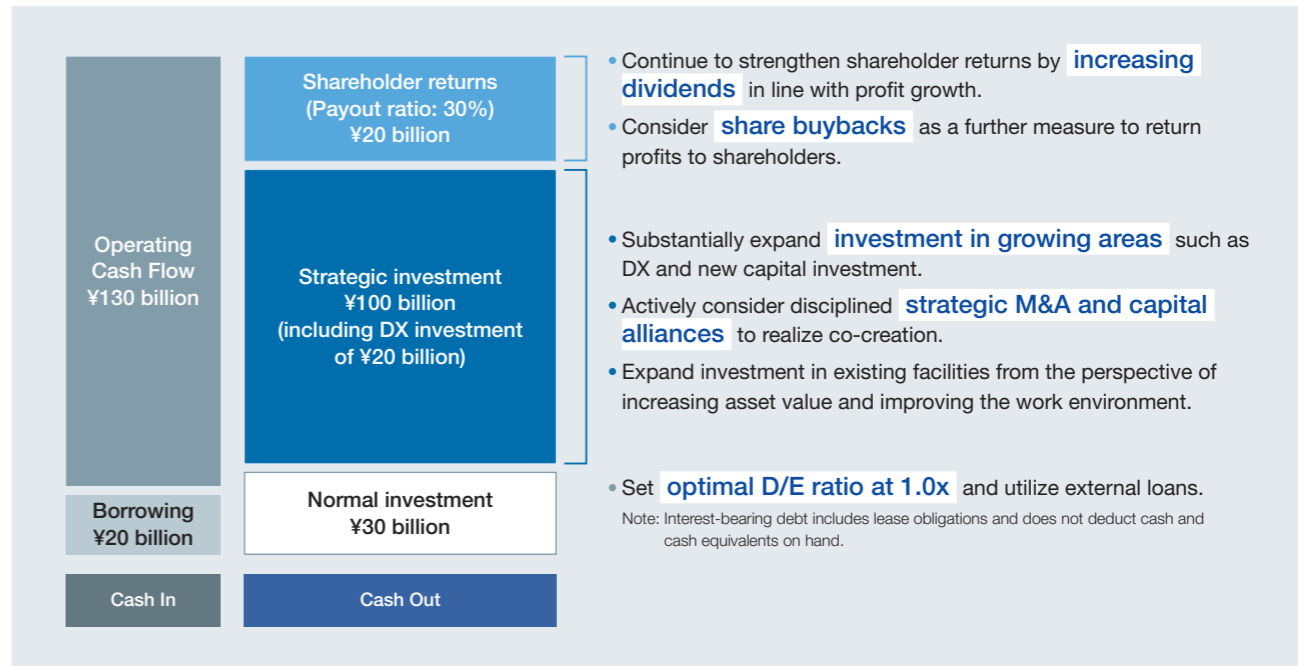 Operating
Cash Flow
¥130 billion
Borrowing
¥20 billion
Cash In
Shareholder returns
(Payout ratio: 30%)
¥20 billion
Strategic investment
¥100 billion
(including DX investment
of ¥20 billion)
Normal investment
¥30 billion
Cash Out
• Continue to strengthen shareholder returns by increasing
dividends in line with profit growth.
• Consider share buybacks as a further measure to return
profits to shareholders.
• Substantially expand investment in growing areas such as
DX and new capital investment.
• Actively consider disciplined strategic M&A and capital
alliances to realize co-creation.
• Expand investment in existing facilities from the perspective of
increasing asset value and improving the work environment.
• Set optimal D/E ratio at 1.0x and utilize external loans.
Note: Interest-bearing debt includes lease obligations and does not deduct cash and
cash equivalents on hand.